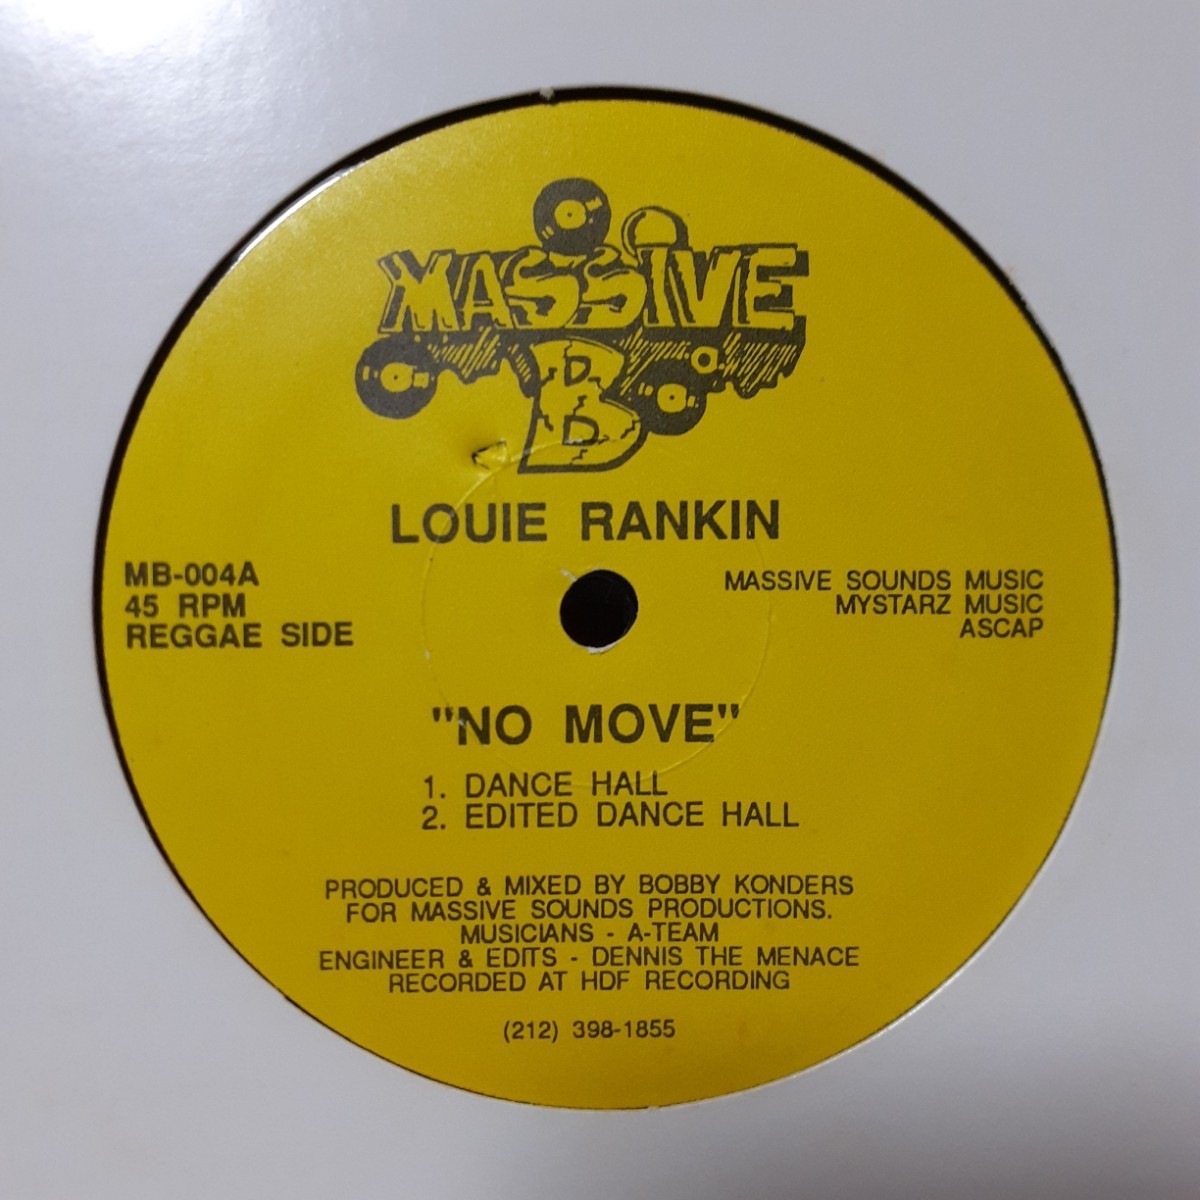 MASSIVE
B
LOUIE RANKIN
MB-004A
45 RPM
REGGAE SIDE
MASSIVE SOUNDS MUSIC
MYSTARZ MUSIC
ASCAP
"NO MOVE"
1. DANCE HALL
2. EDITED DANCE HALL
PRODUCED & MIXED BY BOBBY KONDERS
FOR MASSIVE SOUNDS PRODUCTIONS.
MUSICIANS - A-TEAM
ENGINEER & EDITS - DENNIS THE MENACE
RECORDED AT HDF RECORDING
(212) 398-1855